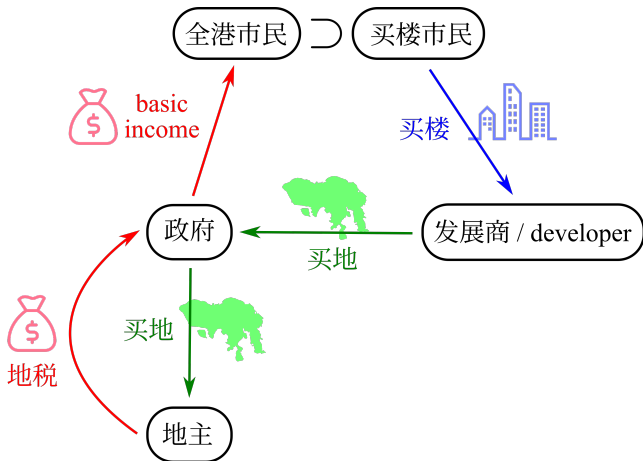 全港市民
买楼市民
basic
income
买楼
政府
发展商 / developer
买地
买地
地税
地主